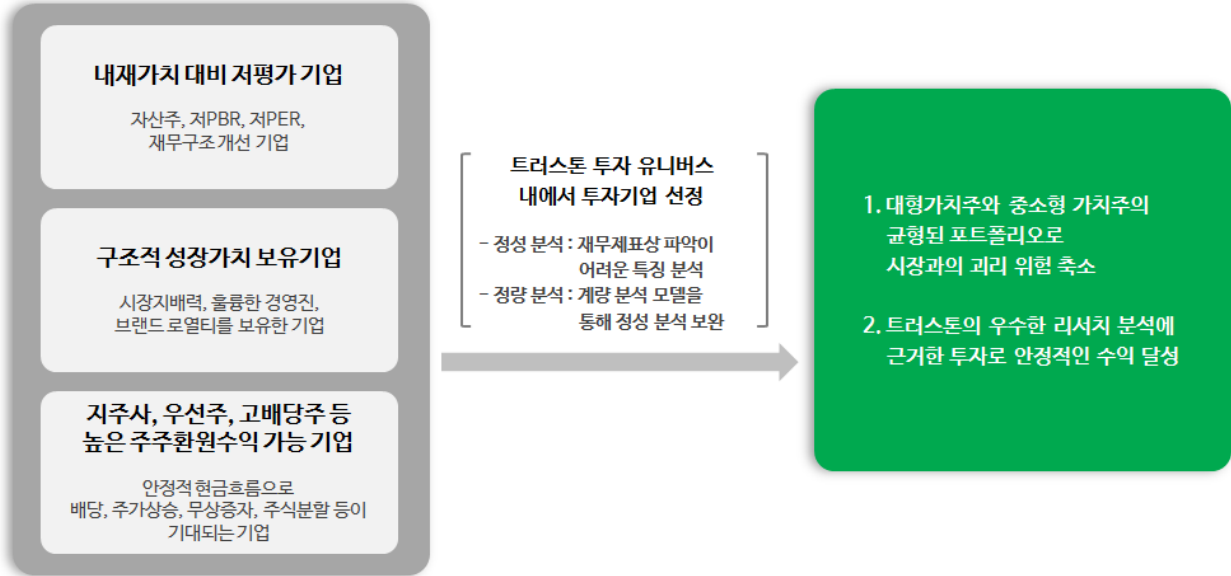 내재가치 대비 저평가 기업
자산주, 저PBR, 저PER,
재무구조 개선 기업
구조적 성장가치 보유기업
시장지배력, 훌륭한 경영진,
브랜드 로열티를 보유한 기업
지주사, 우선주, 고배당주 등
높은 주주환원수익 가능 기업
안정적 현금흐름으로
배당, 주가상승, 무상증자, 주식분할 등이
기대되는 기업
트러스톤 투자 유니버스
내에서 투자기업 선정
- 정성 분석 : 재무제표상 파악이
어려운 특징 분석
- 정량 분석 : 계량 분석 모델을
통해 정성 분석 보완
1. 대형가치주와 중소형 가치주의
균형된 포트폴리오로
시장과의 괴리 위험 축소
2. 트러스톤의 우수한 리서치 분석에
근거한 투자로 안정적인 수익 달성